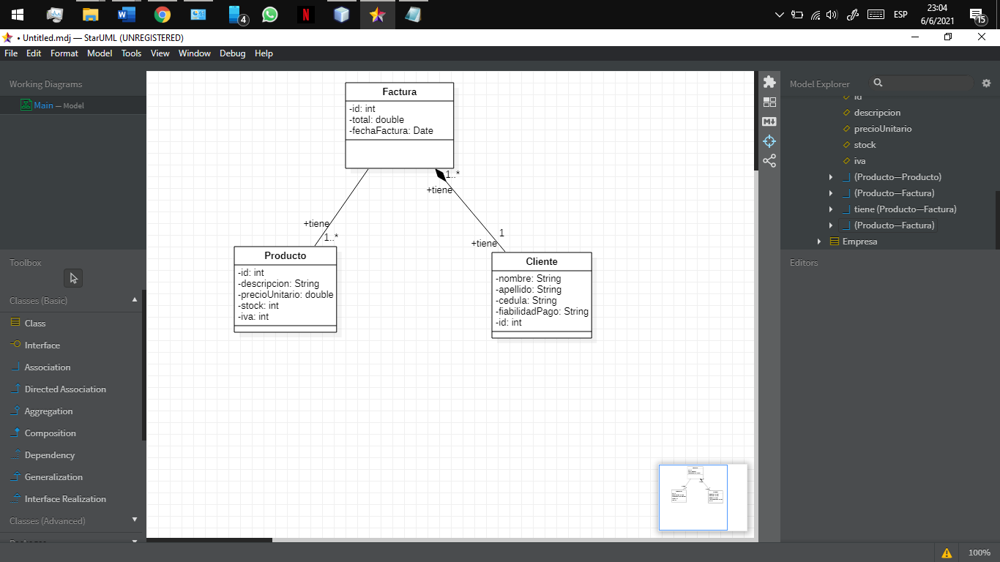 4
W
N
ESP
23:04
6/6/2021
15
• Untitled.mdj — StarUML (UNREGISTERED)
File Edit Format Model Tools View Window Debug Help
Working Diagrams
Main — Model
Toolbox
Classes (Basic)
Class
Interface
Association
Directed Association
Aggregation
Composition
Dependency
Generalization
Interface Realization
Classes (Advanced)
Factura
-id: int
-total: double
-fechaFactura: Date
1..*
+tiene
+tiene
1..*
1
+tiene
Producto
-id: int
-descripcion: String
-precioUnitario: double
-stock: int
-iva: int
Cliente
-nombre: String
-apellido: String
-cedula: String
-fiabilidadPago: String
-id: int
M
Model Explorer
id
descripcion
precioUnitario
stock
iva
(Producto—Producto)
(Producto—Factura)
tiene (Producto—Factura)
(Producto—Factura)
Empresa
Editors
100%